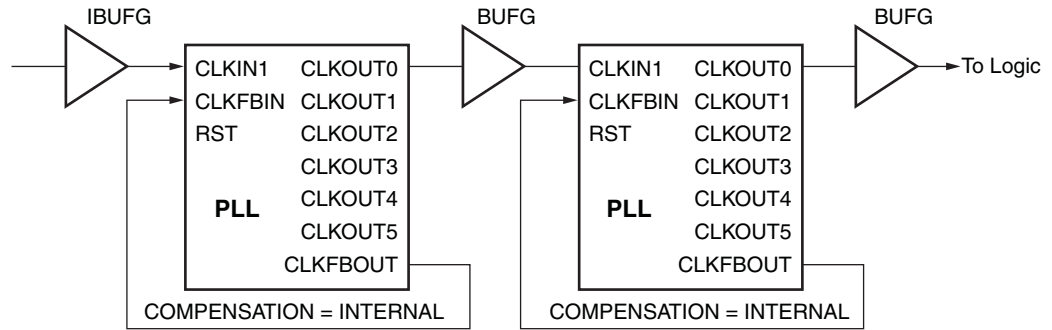 IBUFG
BUFG
BUFG
CLKIN1 CLKOUT0
CLKFBIN CLKOUT1
RST CLKOUT2
CLKOUT3
PLL CLKOUT4
CLKOUT5
CLKFBOUT
COMPENSATION = INTERNAL
CLKIN1 CLKOUT0
CLKFBIN CLKOUT1
RST CLKOUT2
CLKOUT3
PLL CLKOUT4
CLKOUT5
CLKFBOUT
COMPENSATION = INTERNAL
To Logic